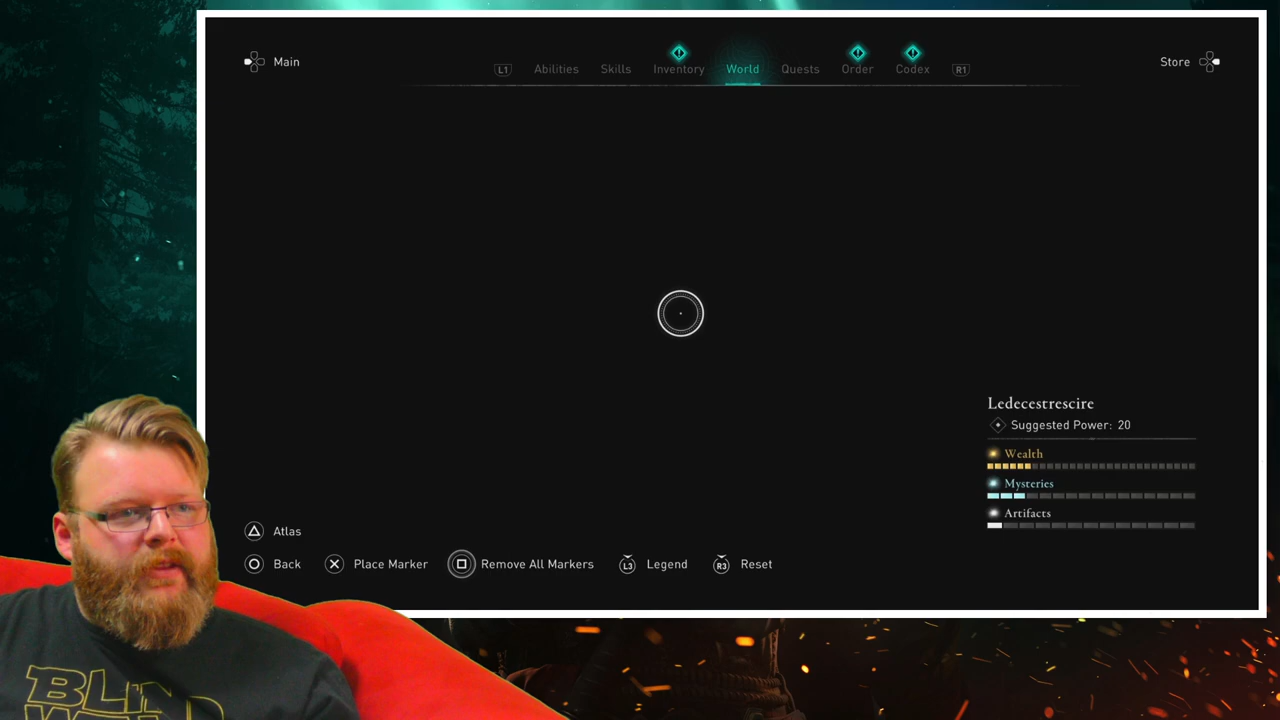 Main
L1 Abilities Skills Inventory World Quests Order Codex R1
Store
Ledecestrescire
Suggested Power: 20
Wealth
Mysteries
Artifacts
Atlas
Back Place Marker Remove All Markers L3 Legend R3 Reset